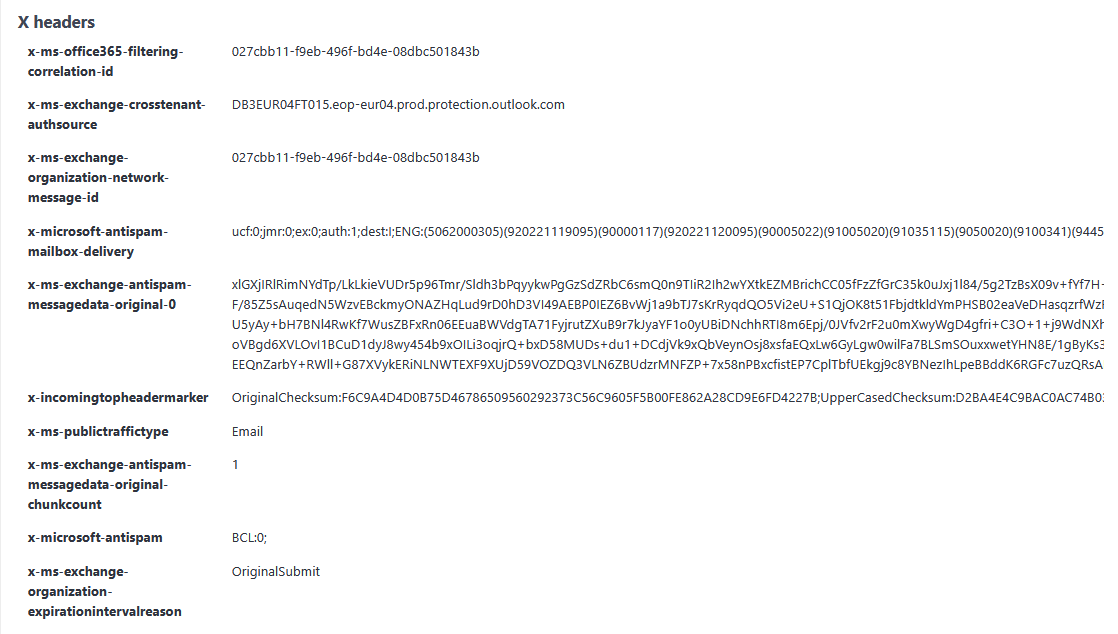 X headers
x-ms-office365-filtering-
correlation-id
027cbb11-f9eb-496f-bd4e-08dbc501843b
x-ms-exchange-crosstenant-
authsource
DB3EUR04FT015.eop-eur04.prod.protection.outlook.com
x-ms-exchange-
organization-network-
message-id
027cbb11-f9eb-496f-bd4e-08dbc501843b
x-microsoft-antispam-
mailbox-delivery
ucf:0;jmr:0;ex:0;auth:1;dest:I;ENG:(5062000305)(920221119095)(90000117)(920221120095)(90005022)(91005020)(91035115)(9050020)(9100341)(9445
x-ms-exchange-antispam-
messagedata-original-0
xlGXjIRlRimNYdTp/LkLkieVUDr5p96Tmr/Sldh3bPqyykwPgGzSdZRbC6smQ0n9TIiR2Ih2wYXtkEZMBrichCC05fFzZfGrC35k0uJxj1l84/5g2TzBsX09v+fYf7H-
F/85Z5sAuqedN5WzvEBckmyONAZHqLud9rD0hD3VI49AEBP0IEZ6BvWj1a9bTJ7sKrRyqdQO5Vi2eU+S1QjOK8t51FbjdtkldYmPHSB02eaVeDHasqzrfWzF
U5yAy+bH7BNl4RwKf7WusZBFxRn06EEuaBWVdgTA71FyjrutZXuB9r7kJyaYF1o0yUBiDNchhRTI8m6Epj/0JVfv2rF2u0mXwyWgD4gfri+C3O+1+j9WdNXh
oVBgd6XVLOvI1BCuD1dyJ8wy454b9xOILi3oqjrQ+bxD58MUDs+du1+DCdjVk9xQbVeynOsj8xsfaEQxLw6GyLgw0wilFa7BLSmSOuxxwetYHN8E/1gByKs3
EEQnZarbY+RWll+G87XVykERiNLNWTEXF9XUjD59VOZDQ3VLN6ZBUdzrMNFZP+7x58nPBxcfistEP7CplTbfUEkgj9c8YBNezIhLpeBBddK6RGFc7uzQRsA
x-incomingtopheadermarker
OriginalChecksum:F6C9A4D4D0B75D46786509560292373C56C9605F5B00FE862A28CD9E6FD4227B;UpperCasedChecksum:D2BA4E4C9BAC0AC74B03
x-ms-publictraffictype
Email
x-ms-exchange-antispam-
messagedata-original-
chunkcount
1
x-microsoft-antispam
BCL:0;
x-ms-exchange-
organization-
expirationintervalreason
OriginalSubmit